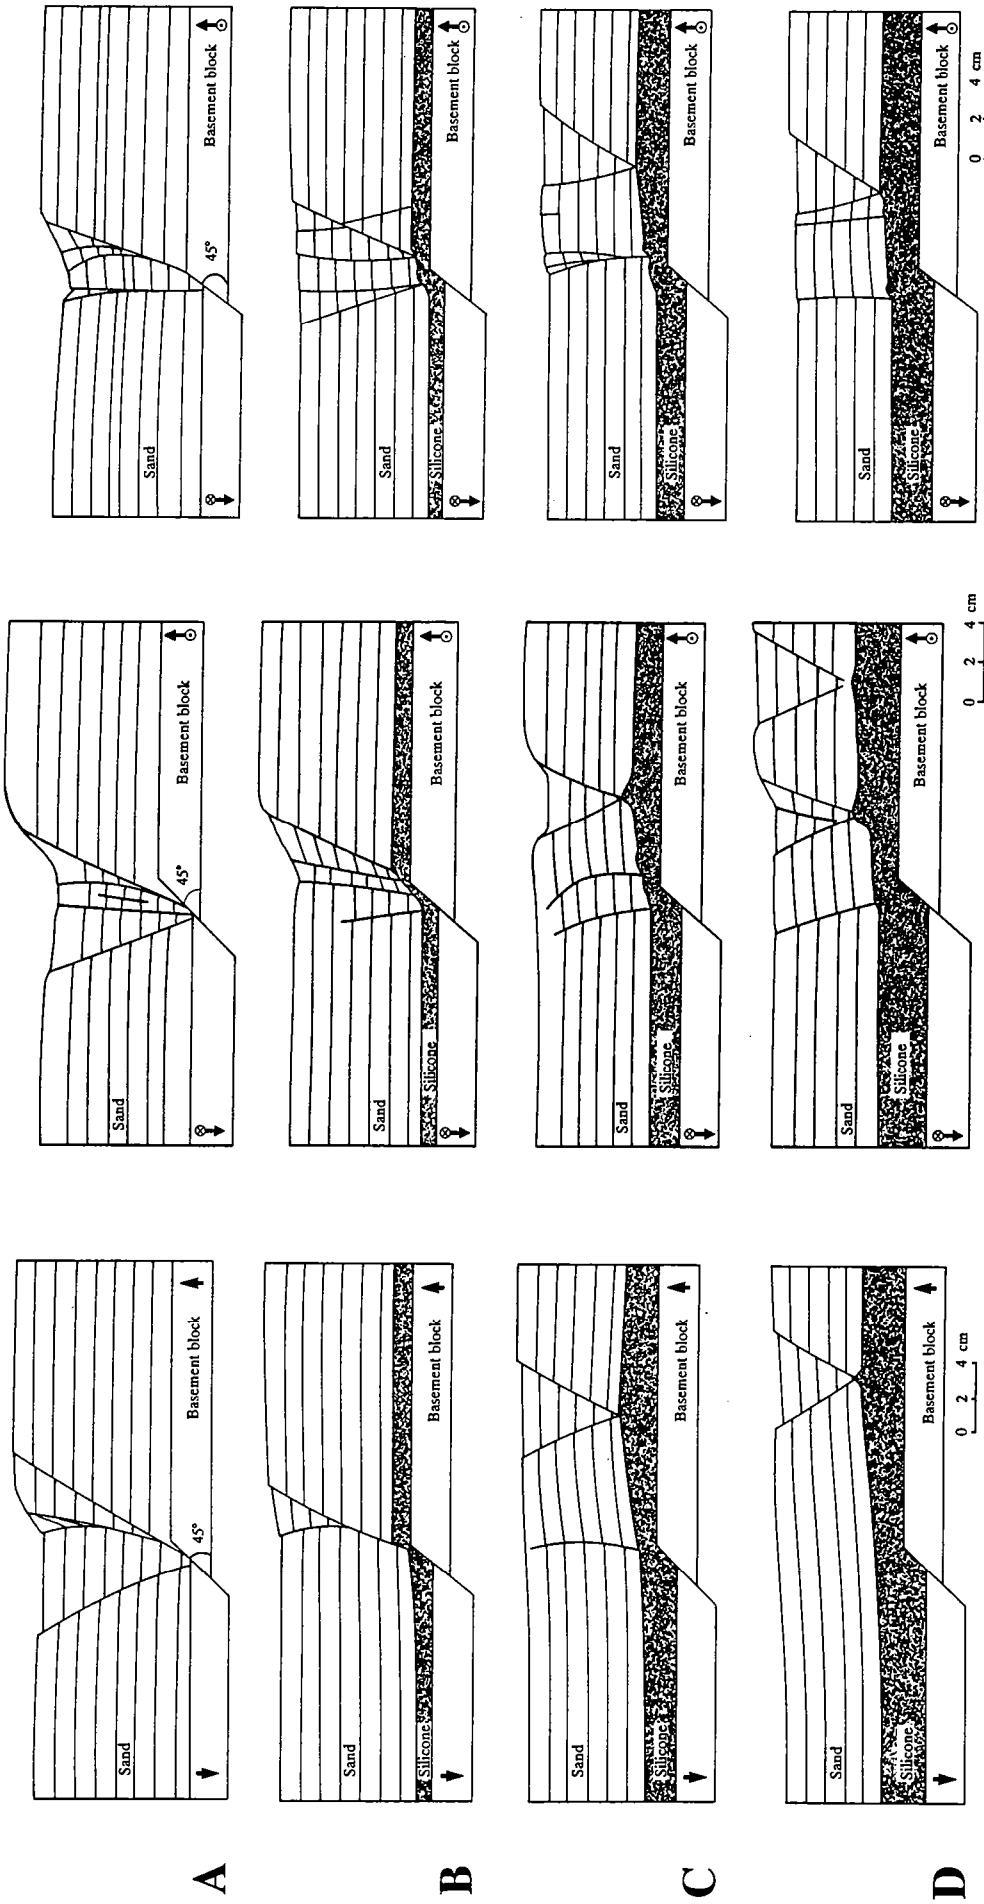 A
Sand
Basement block
45°
Sand
Basement block
45°
Sand
Basement block
45°
B
Sand
Silicone
Basement block
Sand
Silicone
Basement block
Sand
Silicone
Basement block
C
Sand
Silicone
Basement block
Sand
Silicone
Basement block
Sand
Silicone
Basement block
D
Sand
Silicone
Basement block
0 2 4 cm
Sand
Silicone
Basement block
0 2 4 cm
Sand
Silicone
Basement block
0 2 4 cm